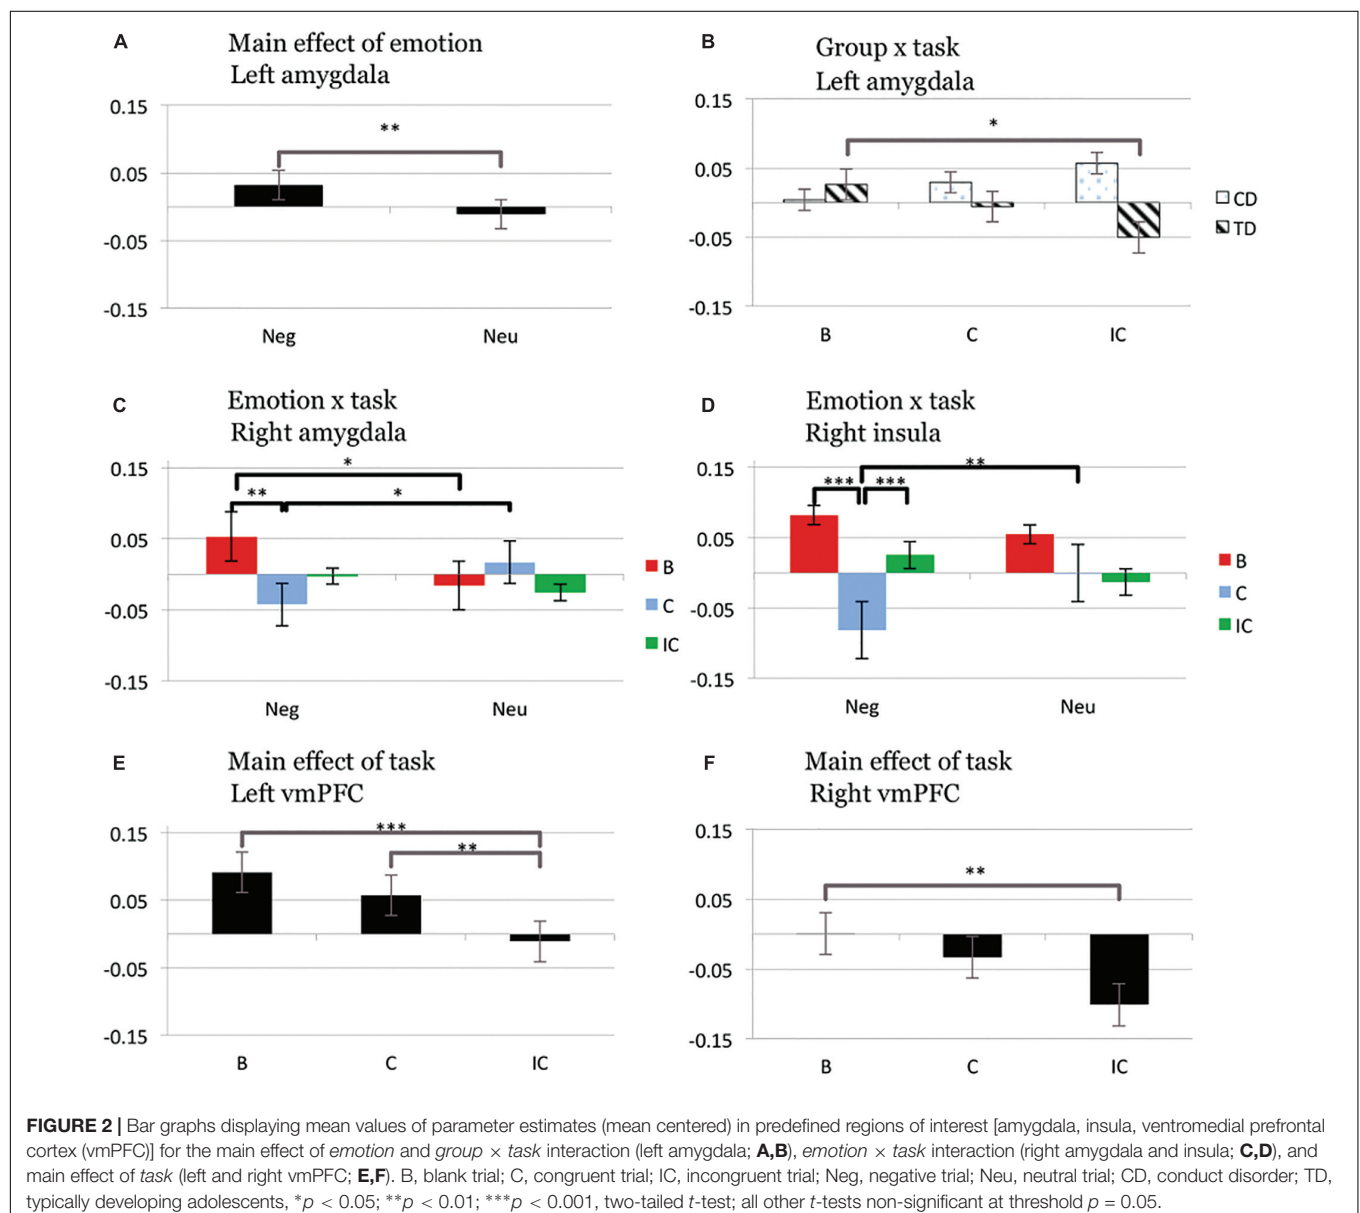 A
Main effect of emotion
Left amygdala
0.15
**
0.05
-0.05
-0.15
Neg Neu
B
Group x task
Left amygdala
0.15
*
0.05
-0.05
-0.15
B C IC
CD
TD
C
Emotion x task
Right amygdala
0.15
*
** *
0.05
-0.05
-0.15
Neg Neu
B
C
IC
D
Emotion x task
Right insula
0.15
**
*** ***
0.05
-0.05
-0.15
Neg Neu
B
C
IC
E
Main effect of task
Left vmPFC
0.15
***
**
0.05
-0.05
-0.15
B C IC
F
Main effect of task
Right vmPFC
0.15
**
0.05
-0.05
-0.15
B C IC
FIGURE 2 | Bar graphs displaying mean values of parameter estimates (mean centered) in predefined regions of interest [amygdala, insula, ventromedial prefrontal
cortex (vmPFC)] for the main effect of emotion and group × task interaction (left amygdala; A,B), emotion × task interaction (right amygdala and insula; C,D), and
main effect of task (left and right vmPFC; E,F). B, blank trial; C, congruent trial; IC, incongruent trial; Neg, negative trial; Neu, neutral trial; CD, conduct disorder; TD,
typically developing adolescents, *p < 0.05; **p < 0.01; ***p < 0.001, two-tailed t-test; all other t-tests non-significant at threshold p = 0.05.